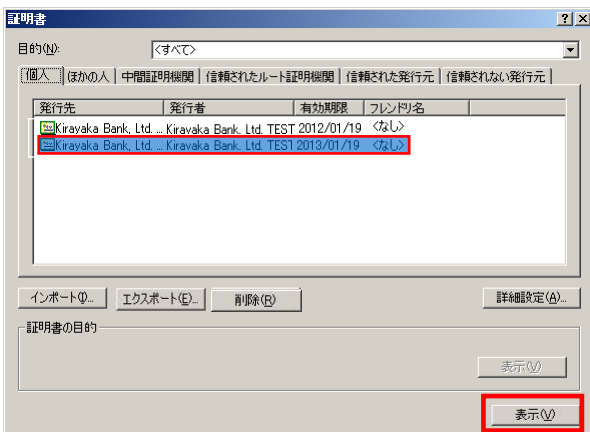 証明書
目的(N):
<すべて>
個人 ほかの人 中間証明機関 信頼されたルート証明機関 信頼された発行元 信頼されない発行元
発行先 発行者 有効期限 フレンドリ名
Kirayaka Bank, Ltd. ... Kirayaka Bank. Ltd. TEST 2012/01/19 <なし>
Kirayaka Bank, Ltd. ... Kirayaka Bank. Ltd. TEST 2013/01/19 <なし>
インポート(I)... エクスポート(E)... 削除(R) 詳細設定(A)...
証明書の目的
表示(V)
表示(V)